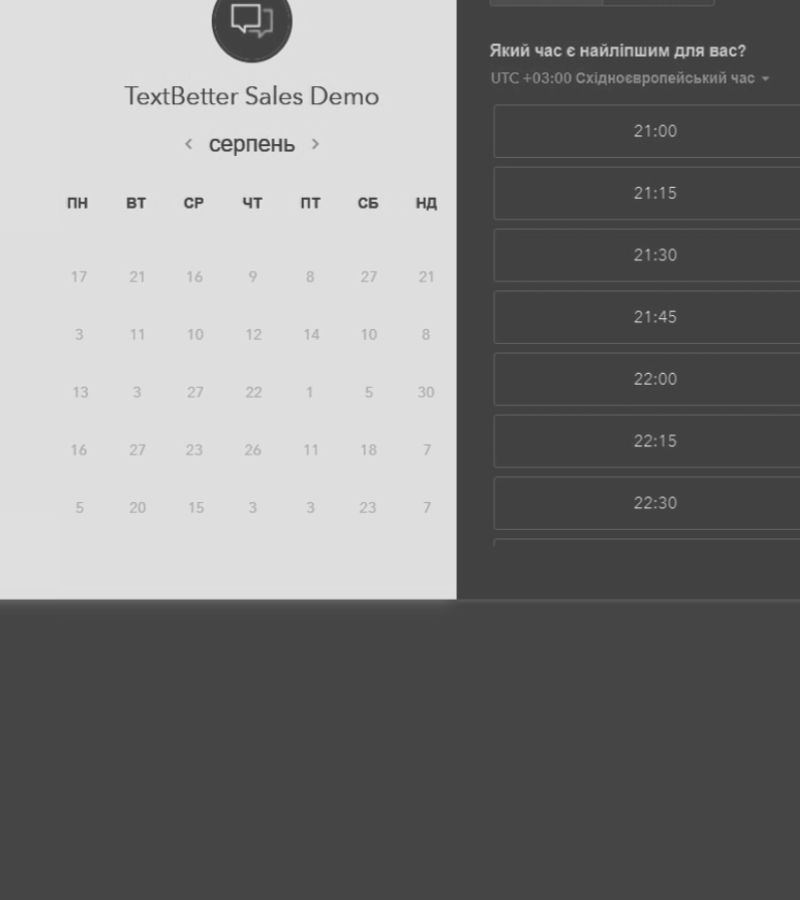 TextBetter Sales Demo
серпень
ПН ВТ СР ЧТ ПТ СБ НД
17 21 16 9 8 27 21
3 11 10 12 14 10 8
13 3 27 22 1 5 30
16 27 23 26 11 18 7
5 20 15 3 3 23 7
Який час є найліпшим для вас?
UTC +03:00 Східноєвропейський час
21:00
21:15
21:30
21:45
22:00
22:15
22:30